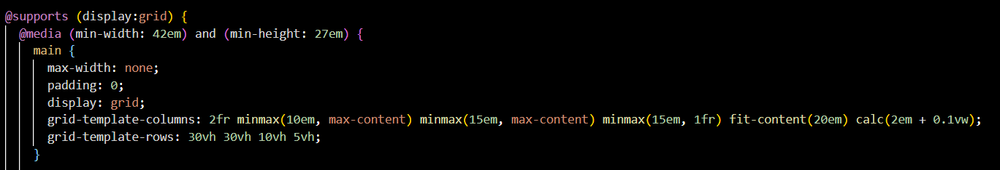 @supports (display:grid) {
@media (min-width: 42em) and (min-height: 27em) {
main {
max-width: none;
padding: 0;
display: grid;
grid-template-columns: 2fr minmax(10em, max-content) minmax(15em, max-content) minmax(15em, 1fr) fit-content(20em) calc(2em + 0.1vw);
grid-template-rows: 30vh 30vh 10vh 5vh;
}